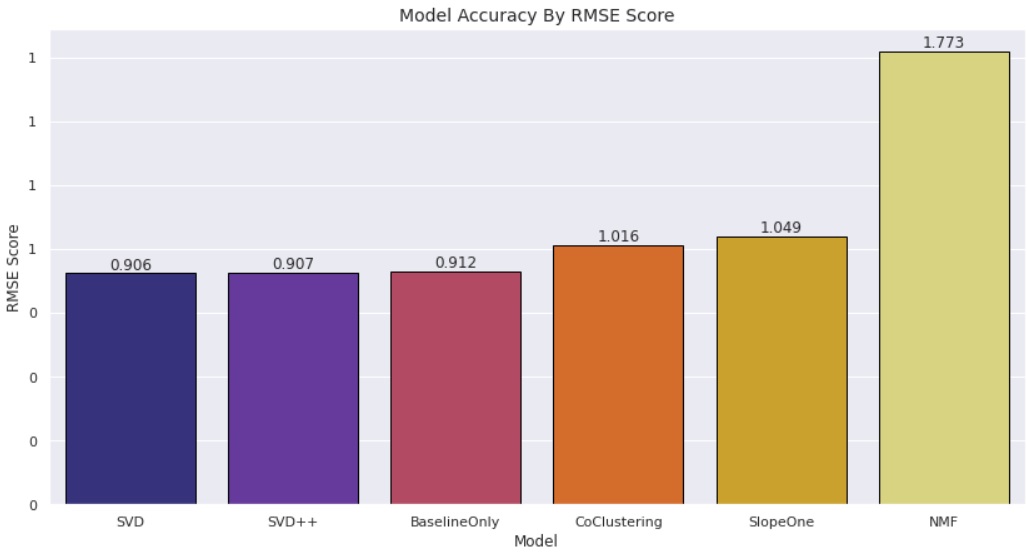 Model Accuracy By RMSE Score
RMSE Score
1
1
1
1
0
0
0
0
0.906
0.907
0.912
1.016
1.049
1.773
SVD
SVD++
BaselineOnly
CoClustering
SlopeOne
NMF
Model